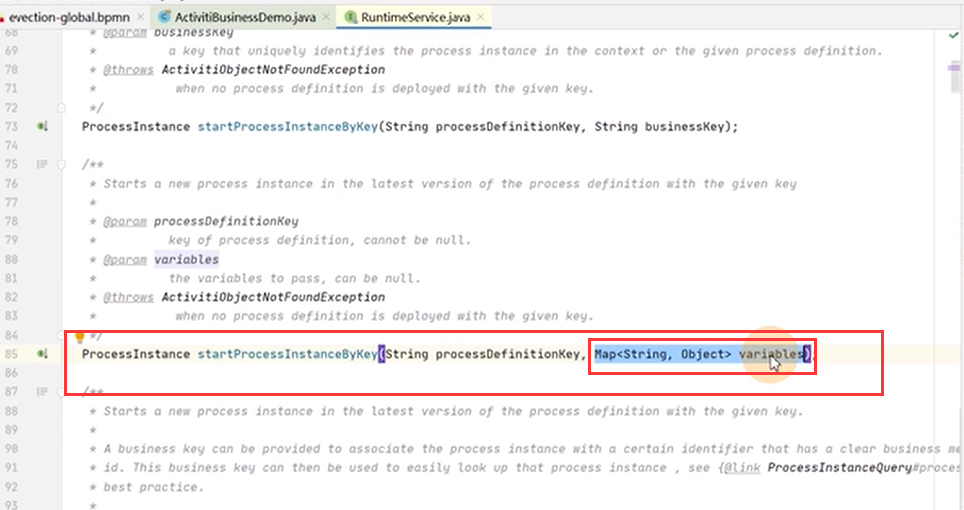 evection-global.bpmn × ActivitiBusinessDemo.java × RuntimeService.java ×
68 * @param businessKey
69 * a key that uniquely identifies the process instance in the context or the given process definition.
70 * @throws ActivitiObjectNotFoundException
71 * when no process definition is deployed with the given key.
72 */
73 ProcessInstance startProcessInstanceByKey(String processDefinitionKey, String businessKey);
74
75 /**
76 * Starts a new process instance in the latest version of the process definition with the given key
77 *
78 * @param processDefinitionKey
79 * key of process definition, cannot be null.
80 * @param variables
81 * the variables to pass, can be null.
82 * @throws ActivitiObjectNotFoundException
83 * when no process definition is deployed with the given key.
84 */
85 ProcessInstance startProcessInstanceByKey(String processDefinitionKey, Map<String, Object> variables)
86
87 /**
88 * Starts a new process instance in the latest version of the process definition with the given key.
89 *
90 * A business key can be provided to associate the process instance with a certain identifier that has a clear business me
91 * id. This business key can then be used to easily look up that process instance , see {@link ProcessInstanceQuery#proces
92 * best practice.
93 *